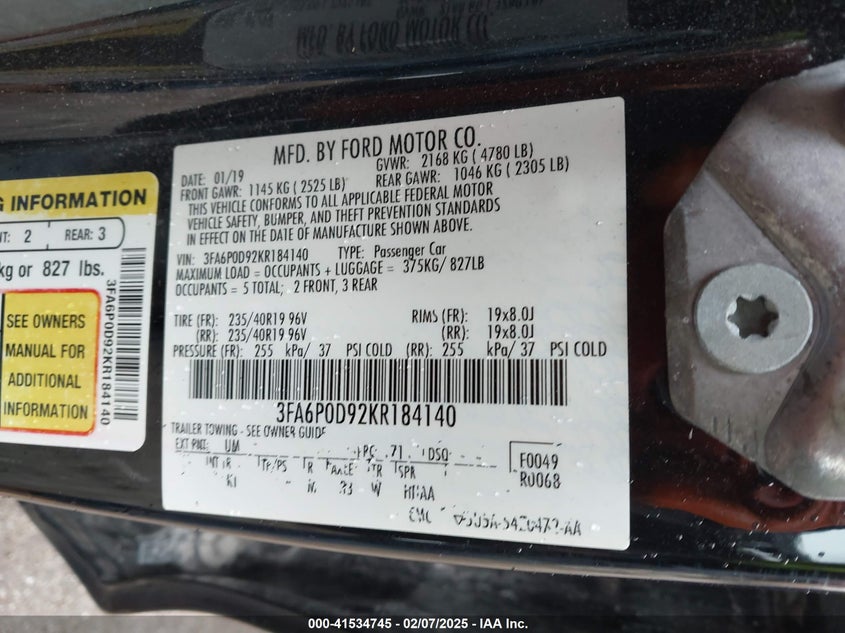 MFD. BY FORD MOTOR CO.
DATE: 01/19 GVWR: 2168 KG ( 4780 LB)
FRONT GAWR: 1145 KG ( 2525 LB) REAR GAWR: 1046 KG ( 2305 LB)
THIS VEHICLE CONFORMS TO ALL APPLICABLE FEDERAL MOTOR
VEHICLE SAFETY, BUMPER, AND THEFT PREVENTION STANDARDS
IN EFFECT ON THE DATE OF MANUFACTURE SHOWN ABOVE.
VIN: 3FA6P0D92KR184140 TYPE: Passenger Car
MAXIMUM LOAD = OCCUPANTS + LUGGAGE = 375KG/ 827LB
OCCUPANTS = 5 TOTAL: 2 FRONT, 3 REAR
TIRE (FR): 235/40R19 96V RIMS (FR): 19x8.0J
(RR): 235/40R19 96V (RR): 19x8.0J
PRESSURE (FR): 255 kPa/ 37 PSI COLD (RR): 255 kPa/ 37 PSI COLD
3FA6P0D92KR184140
TRAILER TOWING - SEE OWNER GUIDE
EXT PNT: UM 71 DSO
F0049
R0068
INFORMATION
2 REAR: 3
kg or 827 lbs.
SEE OWNERS
MANUAL FOR
ADDITIONAL
INFORMATION
3FA6P0D92KR184140
000-41534745 - 02/07/2025 - IAA Inc.